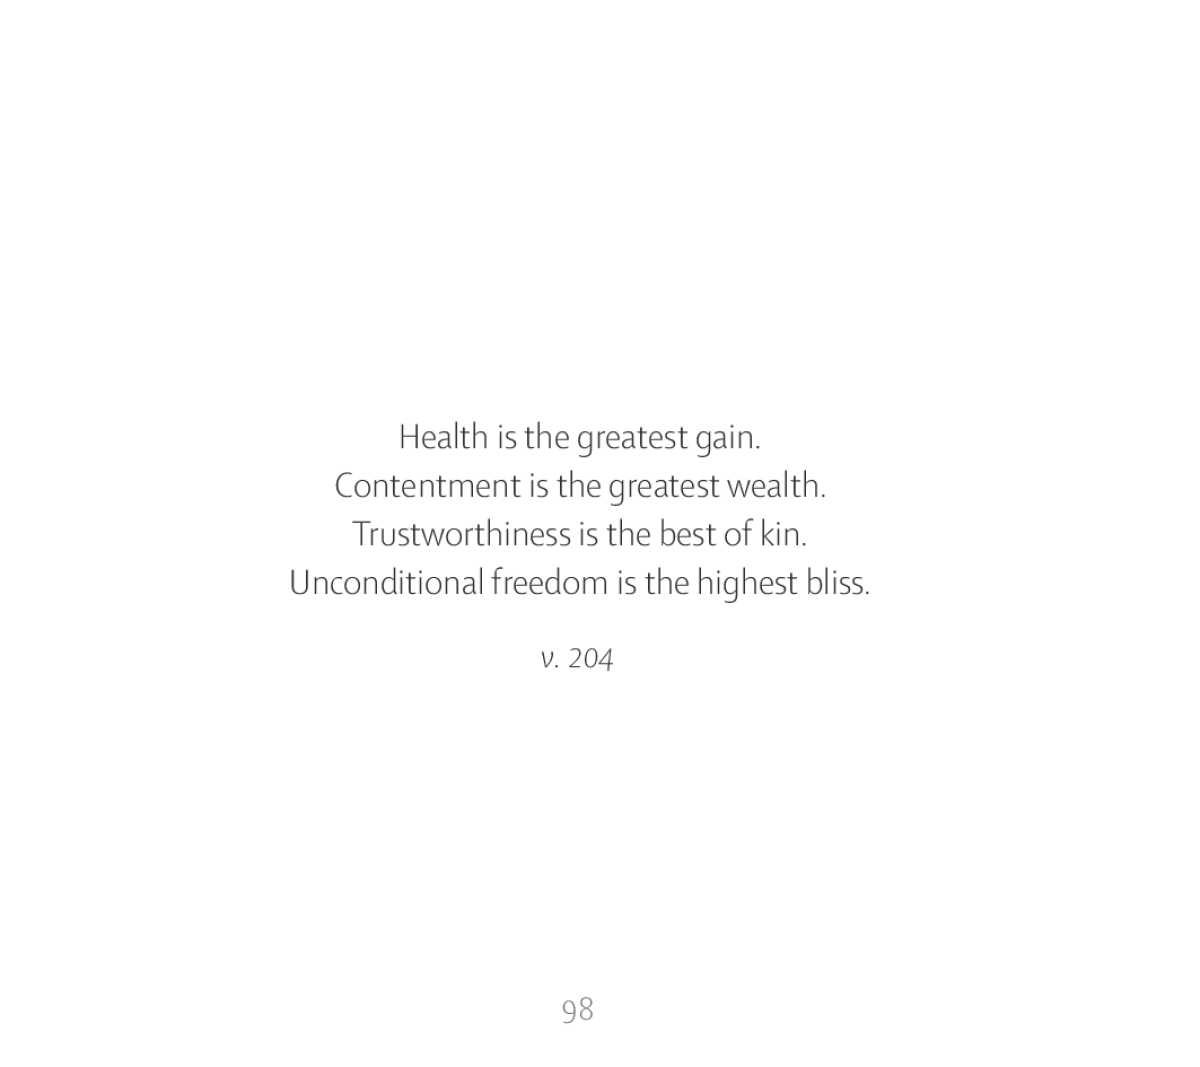 Health is the greatest gain.
Contentment is the greatest wealth.
Trustworthiness is the best of kin.
Unconditional freedom is the highest bliss.
v. 204
98